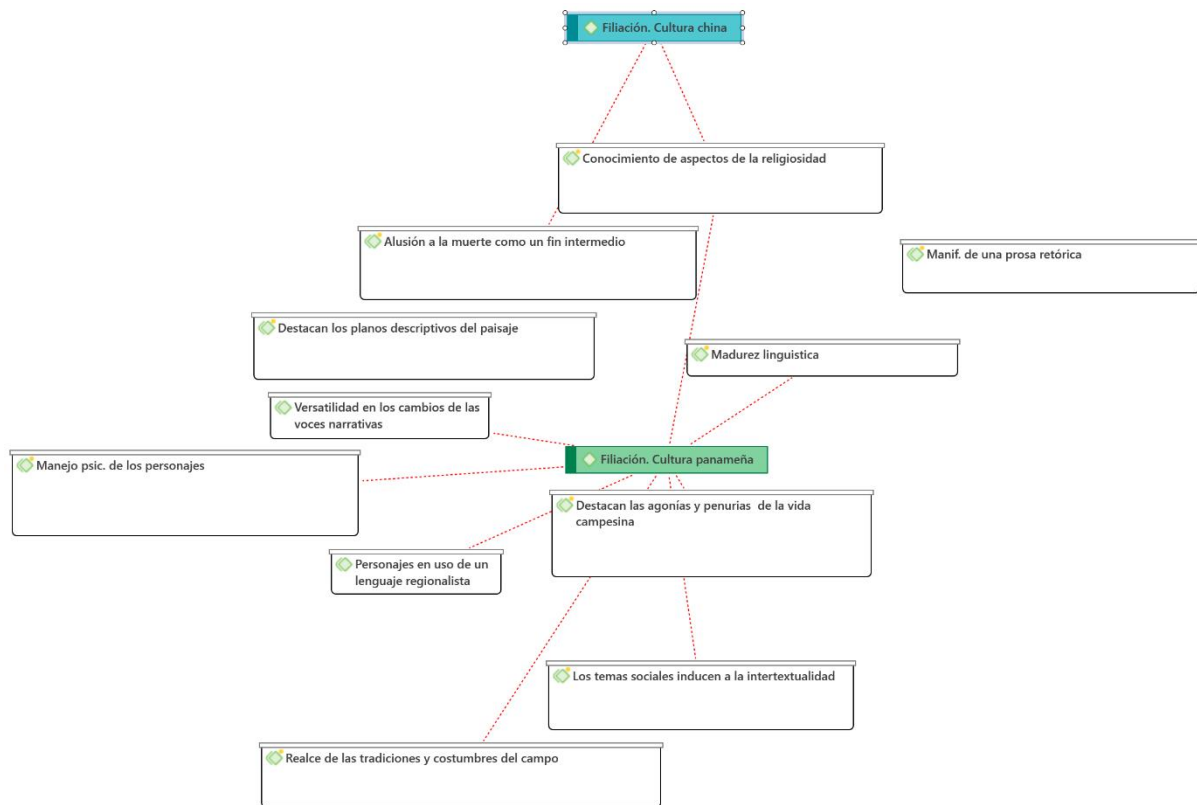 Filiación. Cultura china
Conocimiento de aspectos de la religiosidad
Alusión a la muerte como un fin intermedio
Manif. de una prosa retórica
Destacan los planos descriptivos del paisaje
Madurez linguistica
Versatilidad en los cambios de las
voces narrativas
Manejo psic. de los personajes
Filiación. Cultura panameña
Destacan las agonías y penurias de la vida
campesina
Personajes en uso de un
lenguaje regionalista
Los temas sociales inducen a la intertextualidad
Realce de las tradiciones y costumbres del campo